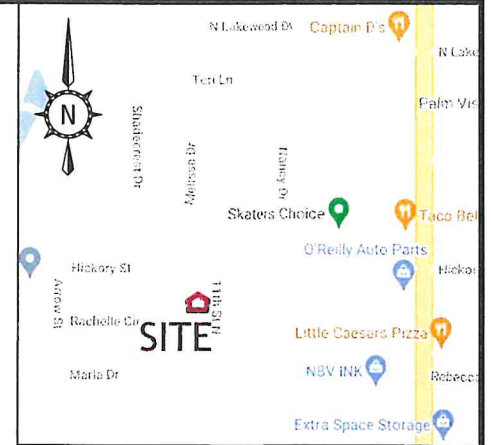 N Lakewood Dr
Captain D's
N Lake
Teri Ln
N
Palm Vis
Shadecrest Dr
Melissa Dr
Nancy Dr
Skaters Choice
Taco Bel
O'Reilly Auto Parts
Hickory St
Hickor
Arrow St
11th St N
Rachelle Cir
SITE
Little Caesars Pizza
Maria Dr
NBV INK
Rebecca
Extra Space Storage